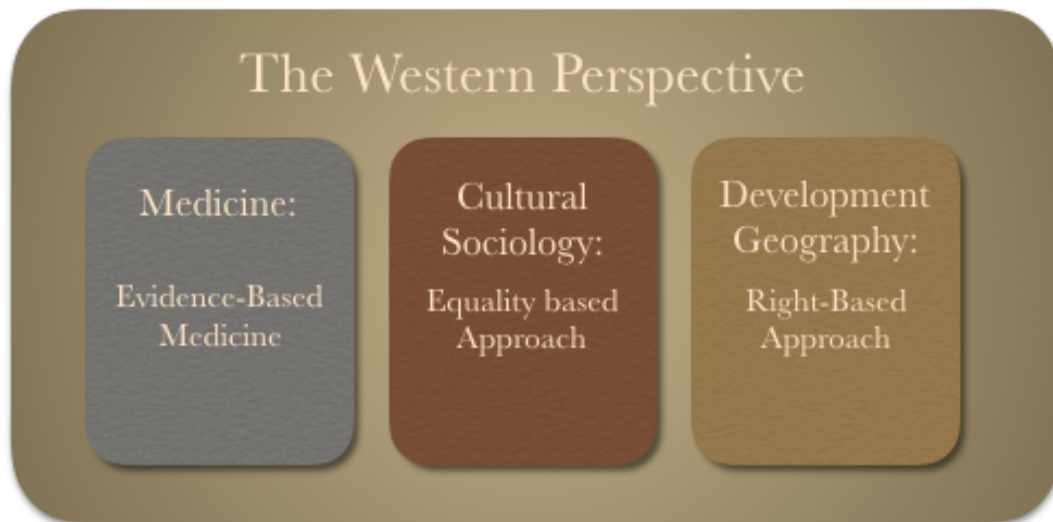 The Western Perspective
Medicine:
Evidence-Based
Medicine
Cultural
Sociology:
Equality based
Approach
Development
Geography:
Right-Based
Approach